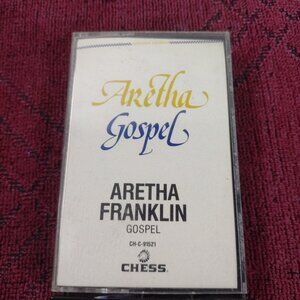 Aretha
Gospel
ARETHA
FRANKLIN
GOSPEL
CH-C-91521
CHESS